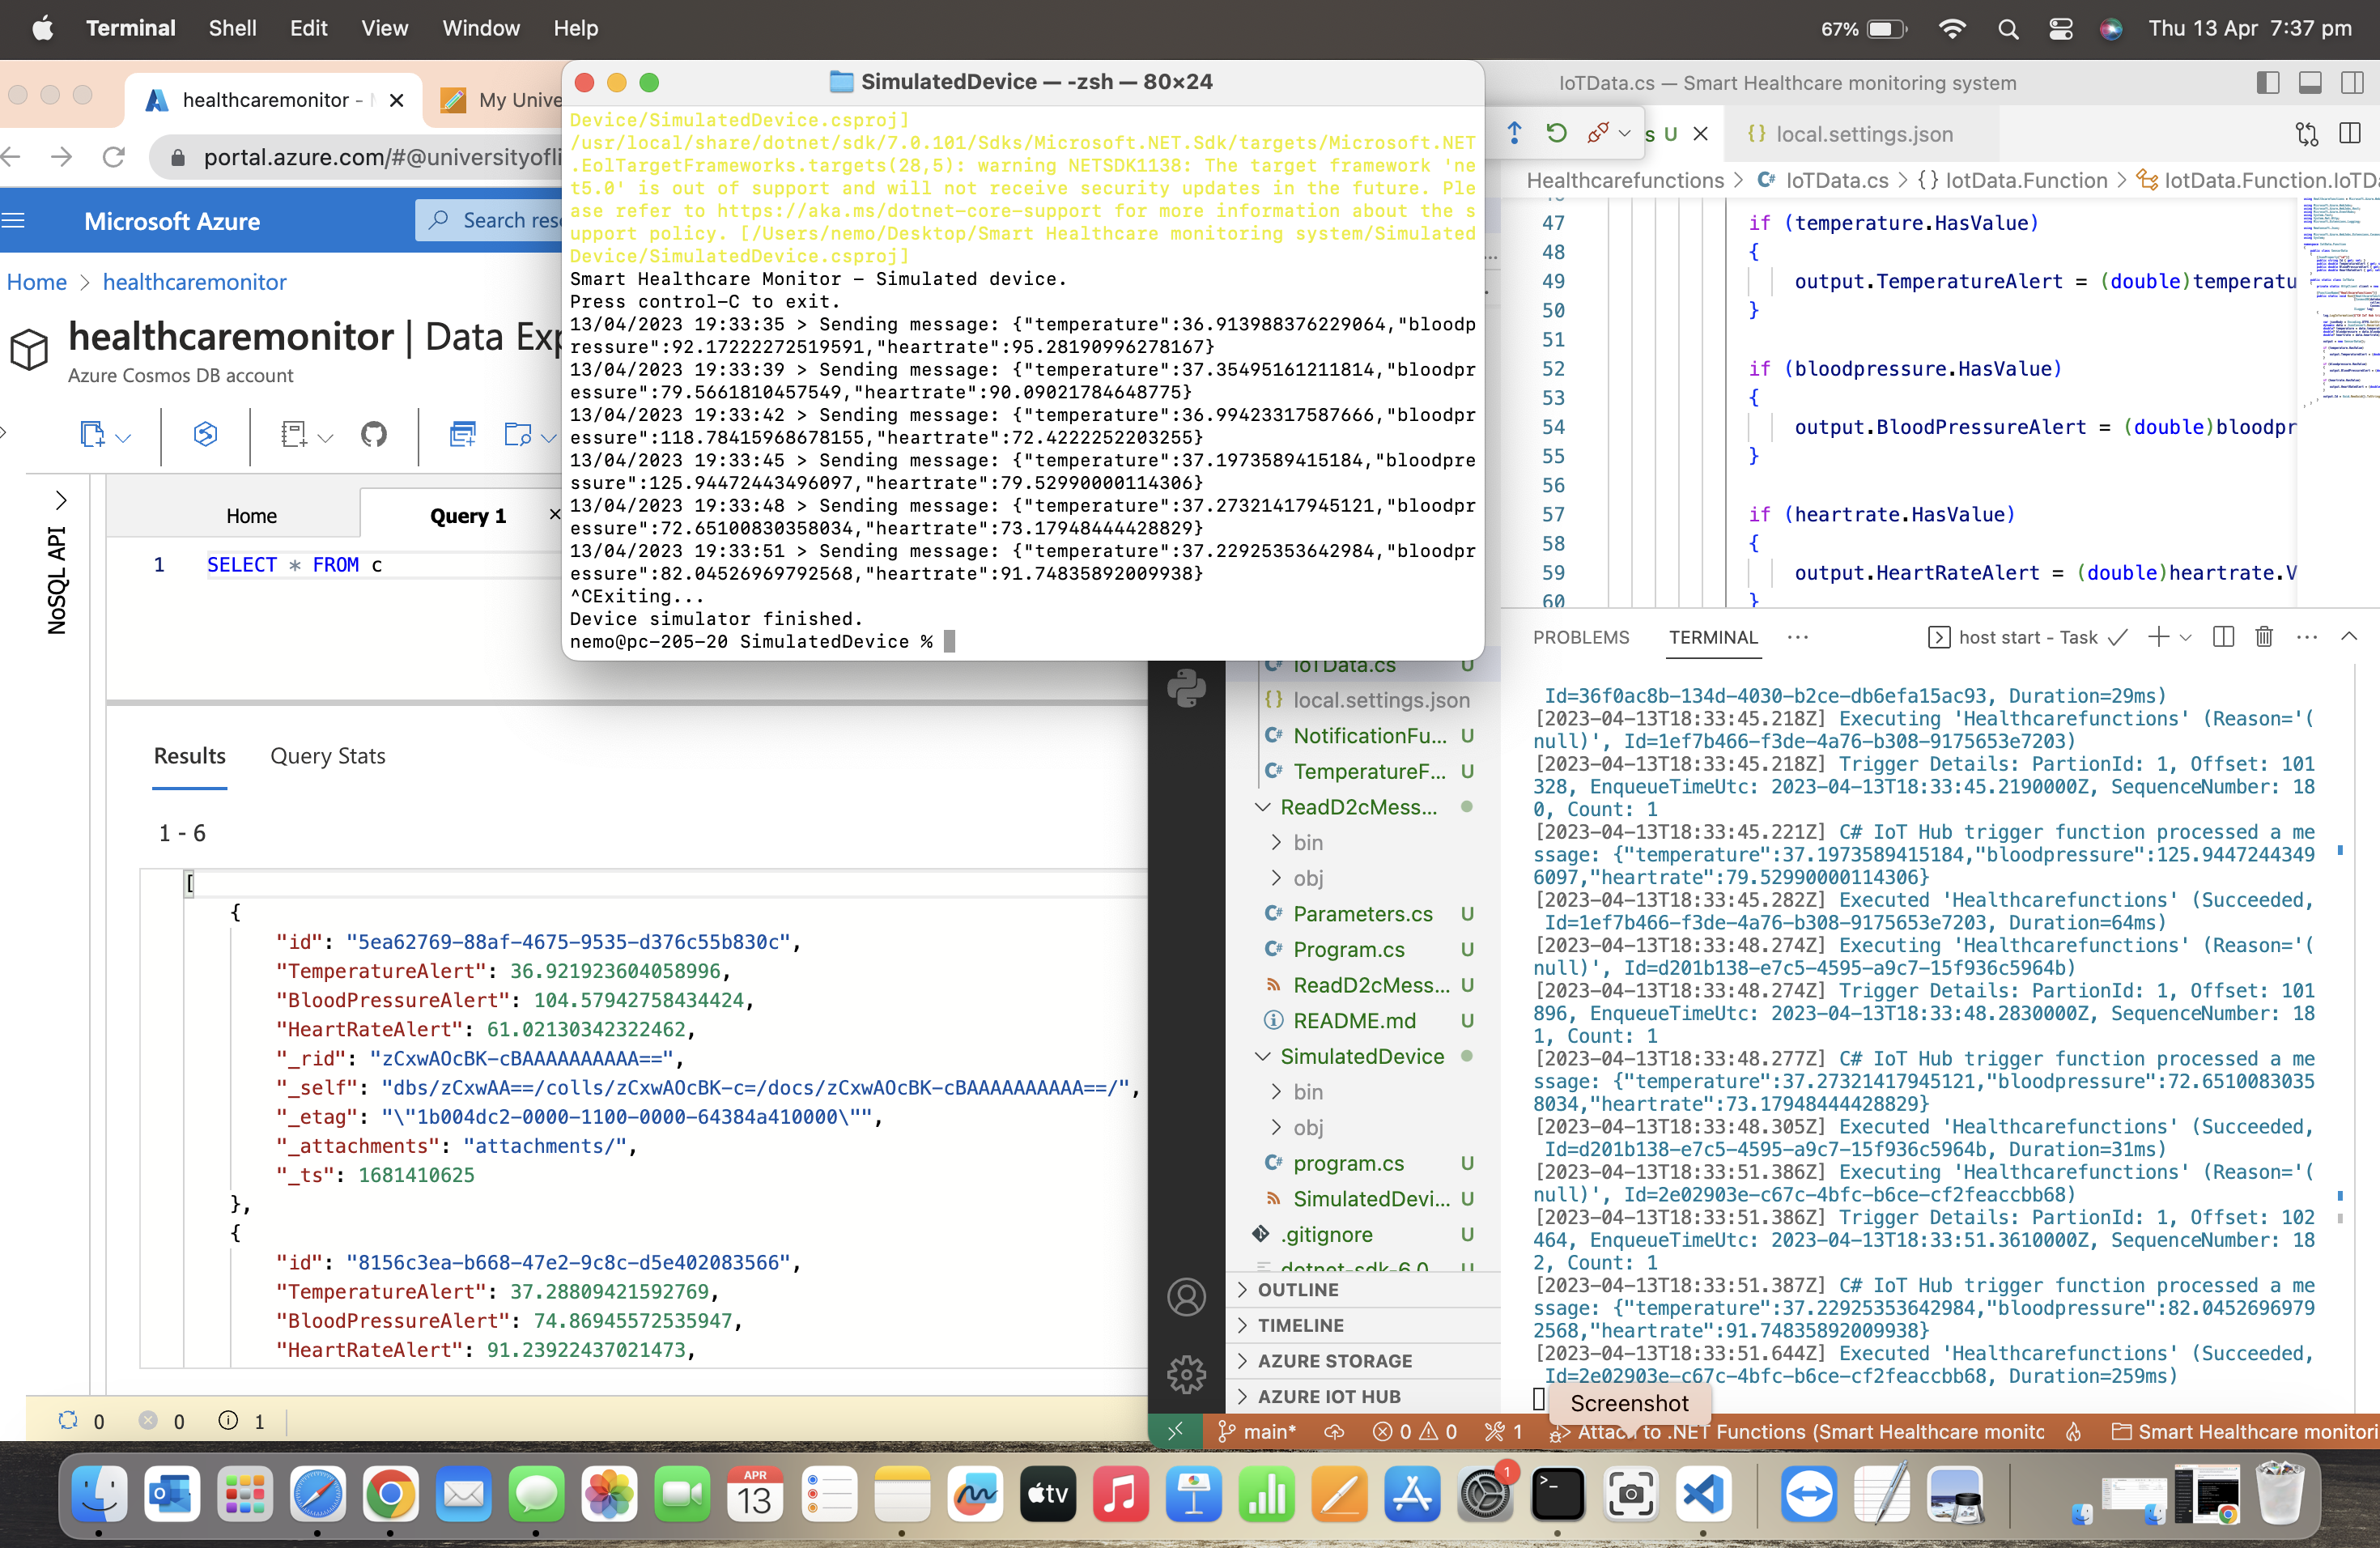 Terminal Shell Edit View Window Help 67% Thu 13 Apr 7:37 pm
healthcaremonitor -
My Unive
portal.azure.com/#@universityofli
Microsoft Azure
Search res
Home > healthcaremonitor
healthcaremonitor | Data Exp
Azure Cosmos DB account
NoSQL API
Home
Query 1
1 SELECT * FROM c
Results
Query Stats
1 - 6
[
{
"id": "5ea62769-88af-4675-9535-d376c55b830c",
"TemperatureAlert": 36.921923604058996,
"BloodPressureAlert": 104.57942758434424,
"HeartRateAlert": 61.02130342322462,
"_rid": "zCxwAOcBK-cBAAAAAAAAAA==",
"_self": "dbs/zCxwAA==/colls/zCxwAOcBK-c=/docs/zCxwAOcBK-cBAAAAAAAAAA==/",
"_etag": "\"1b004dc2-0000-1100-0000-64384a410000\"",
"_attachments": "attachments/",
"_ts": 1681410625
},
{
"id": "8156c3ea-b668-47e2-9c8c-d5e402083566",
"TemperatureAlert": 37.28809421592769,
"BloodPressureAlert": 74.86945572535947,
"HeartRateAlert": 91.23922437021473,
0 0 1
SimulatedDevice — -zsh — 80×24
Device/SimulatedDevice.csproj]
/usr/local/share/dotnet/sdk/7.0.101/Sdks/Microsoft.NET.Sdk/targets/Microsoft.NET
.EolTargetFrameworks.targets(28,5): warning NETSDK1138: The target framework 'ne
t5.0' is out of support and will not receive security updates in the future. Ple
ase refer to https://aka.ms/dotnet-core-support for more information about the s
upport policy. [/Users/nemo/Desktop/Smart Healthcare monitoring system/Simulated
Device/SimulatedDevice.csproj]
Smart Healthcare Monitor - Simulated device.
Press control-C to exit.
13/04/2023 19:33:35 > Sending message: {"temperature":36.913988376229064,"bloodp
ressure":92.17222272519591,"heartrate":95.28190996278167}
13/04/2023 19:33:39 > Sending message: {"temperature":37.35495161211814,"bloodpr
essure":79.5661810457549,"heartrate":90.09021784648775}
13/04/2023 19:33:42 > Sending message: {"temperature":36.99423317587666,"bloodpr
essure":118.78415968678155,"heartrate":72.4222252203255}
13/04/2023 19:33:45 > Sending message: {"temperature":37.1973589415184,"bloodpre
ssure":125.94472443496097,"heartrate":79.52990000114306}
13/04/2023 19:33:48 > Sending message: {"temperature":37.27321417945121,"bloodpr
essure":72.65100830358034,"heartrate":73.17948444428829}
13/04/2023 19:33:51 > Sending message: {"temperature":37.22925353642984,"bloodpr
essure":82.04526969792568,"heartrate":91.74835892009938}
^CExiting...
Device simulator finished.
nemo@pc-205-20 SimulatedDevice %
IoTData.cs — Smart Healthcare monitoring system
s U
{} local.settings.json
Healthcarefunctions > IoTData.cs > {} IotData.Function > IotData.Function.IoTD
47 if (temperature.HasValue)
48 {
49 output.TemperatureAlert = (double)temperatu
50 }
51
52 if (bloodpressure.HasValue)
53 {
54 output.BloodPressureAlert = (double)bloodpr
55 }
56
57 if (heartrate.HasValue)
58 {
59 output.HeartRateAlert = (double)heartrate.V
60 }
IoTData.cs U
{} local.settings.json
NotificationFu... U
TemperatureF... U
ReadD2cMess...
bin
obj
Parameters.cs U
Program.cs U
ReadD2cMess... U
README.md U
SimulatedDevice
bin
obj
program.cs U
SimulatedDevi... U
.gitignore U
dotnet-sdk-6.0 U
OUTLINE
TIMELINE
AZURE STORAGE
AZURE IOT HUB
PROBLEMS TERMINAL ... host start - Task
Id=36f0ac8b-134d-4030-b2ce-db6efa15ac93, Duration=29ms)
[2023-04-13T18:33:45.218Z] Executing 'Healthcarefunctions' (Reason='(
null)', Id=1ef7b466-f3de-4a76-b308-9175653e7203)
[2023-04-13T18:33:45.218Z] Trigger Details: PartionId: 1, Offset: 101
328, EnqueueTimeUtc: 2023-04-13T18:33:45.2190000Z, SequenceNumber: 18
0, Count: 1
[2023-04-13T18:33:45.221Z] C# IoT Hub trigger function processed a me
ssage: {"temperature":37.1973589415184,"bloodpressure":125.9447244349
6097,"heartrate":79.52990000114306}
[2023-04-13T18:33:45.282Z] Executed 'Healthcarefunctions' (Succeeded,
Id=1ef7b466-f3de-4a76-b308-9175653e7203, Duration=64ms)
[2023-04-13T18:33:48.274Z] Executing 'Healthcarefunctions' (Reason='(
null)', Id=d201b138-e7c5-4595-a9c7-15f936c5964b)
[2023-04-13T18:33:48.274Z] Trigger Details: PartionId: 1, Offset: 101
896, EnqueueTimeUtc: 2023-04-13T18:33:48.2830000Z, SequenceNumber: 18
1, Count: 1
[2023-04-13T18:33:48.277Z] C# IoT Hub trigger function processed a me
ssage: {"temperature":37.27321417945121,"bloodpressure":72.6510083035
8034,"heartrate":73.17948444428829}
[2023-04-13T18:33:48.305Z] Executed 'Healthcarefunctions' (Succeeded,
Id=d201b138-e7c5-4595-a9c7-15f936c5964b, Duration=31ms)
[2023-04-13T18:33:51.386Z] Executing 'Healthcarefunctions' (Reason='(
null)', Id=2e02903e-c67c-4bfc-b6ce-cf2feaccbb68)
[2023-04-13T18:33:51.386Z] Trigger Details: PartionId: 1, Offset: 102
464, EnqueueTimeUtc: 2023-04-13T18:33:51.3610000Z, SequenceNumber: 18
2, Count: 1
[2023-04-13T18:33:51.387Z] C# IoT Hub trigger function processed a me
ssage: {"temperature":37.22925353642984,"bloodpressure":82.0452696979
2568,"heartrate":91.74835892009938}
[2023-04-13T18:33:51.644Z] Executed 'Healthcarefunctions' (Succeeded,
Id=2e02903e-c67c-4bfc-b6ce-cf2feaccbb68, Duration=259ms)
Screenshot
main* 0 0 1 Attach to .NET Functions (Smart Healthcare monitc Smart Healthcare monitori
APR
13
tv
1